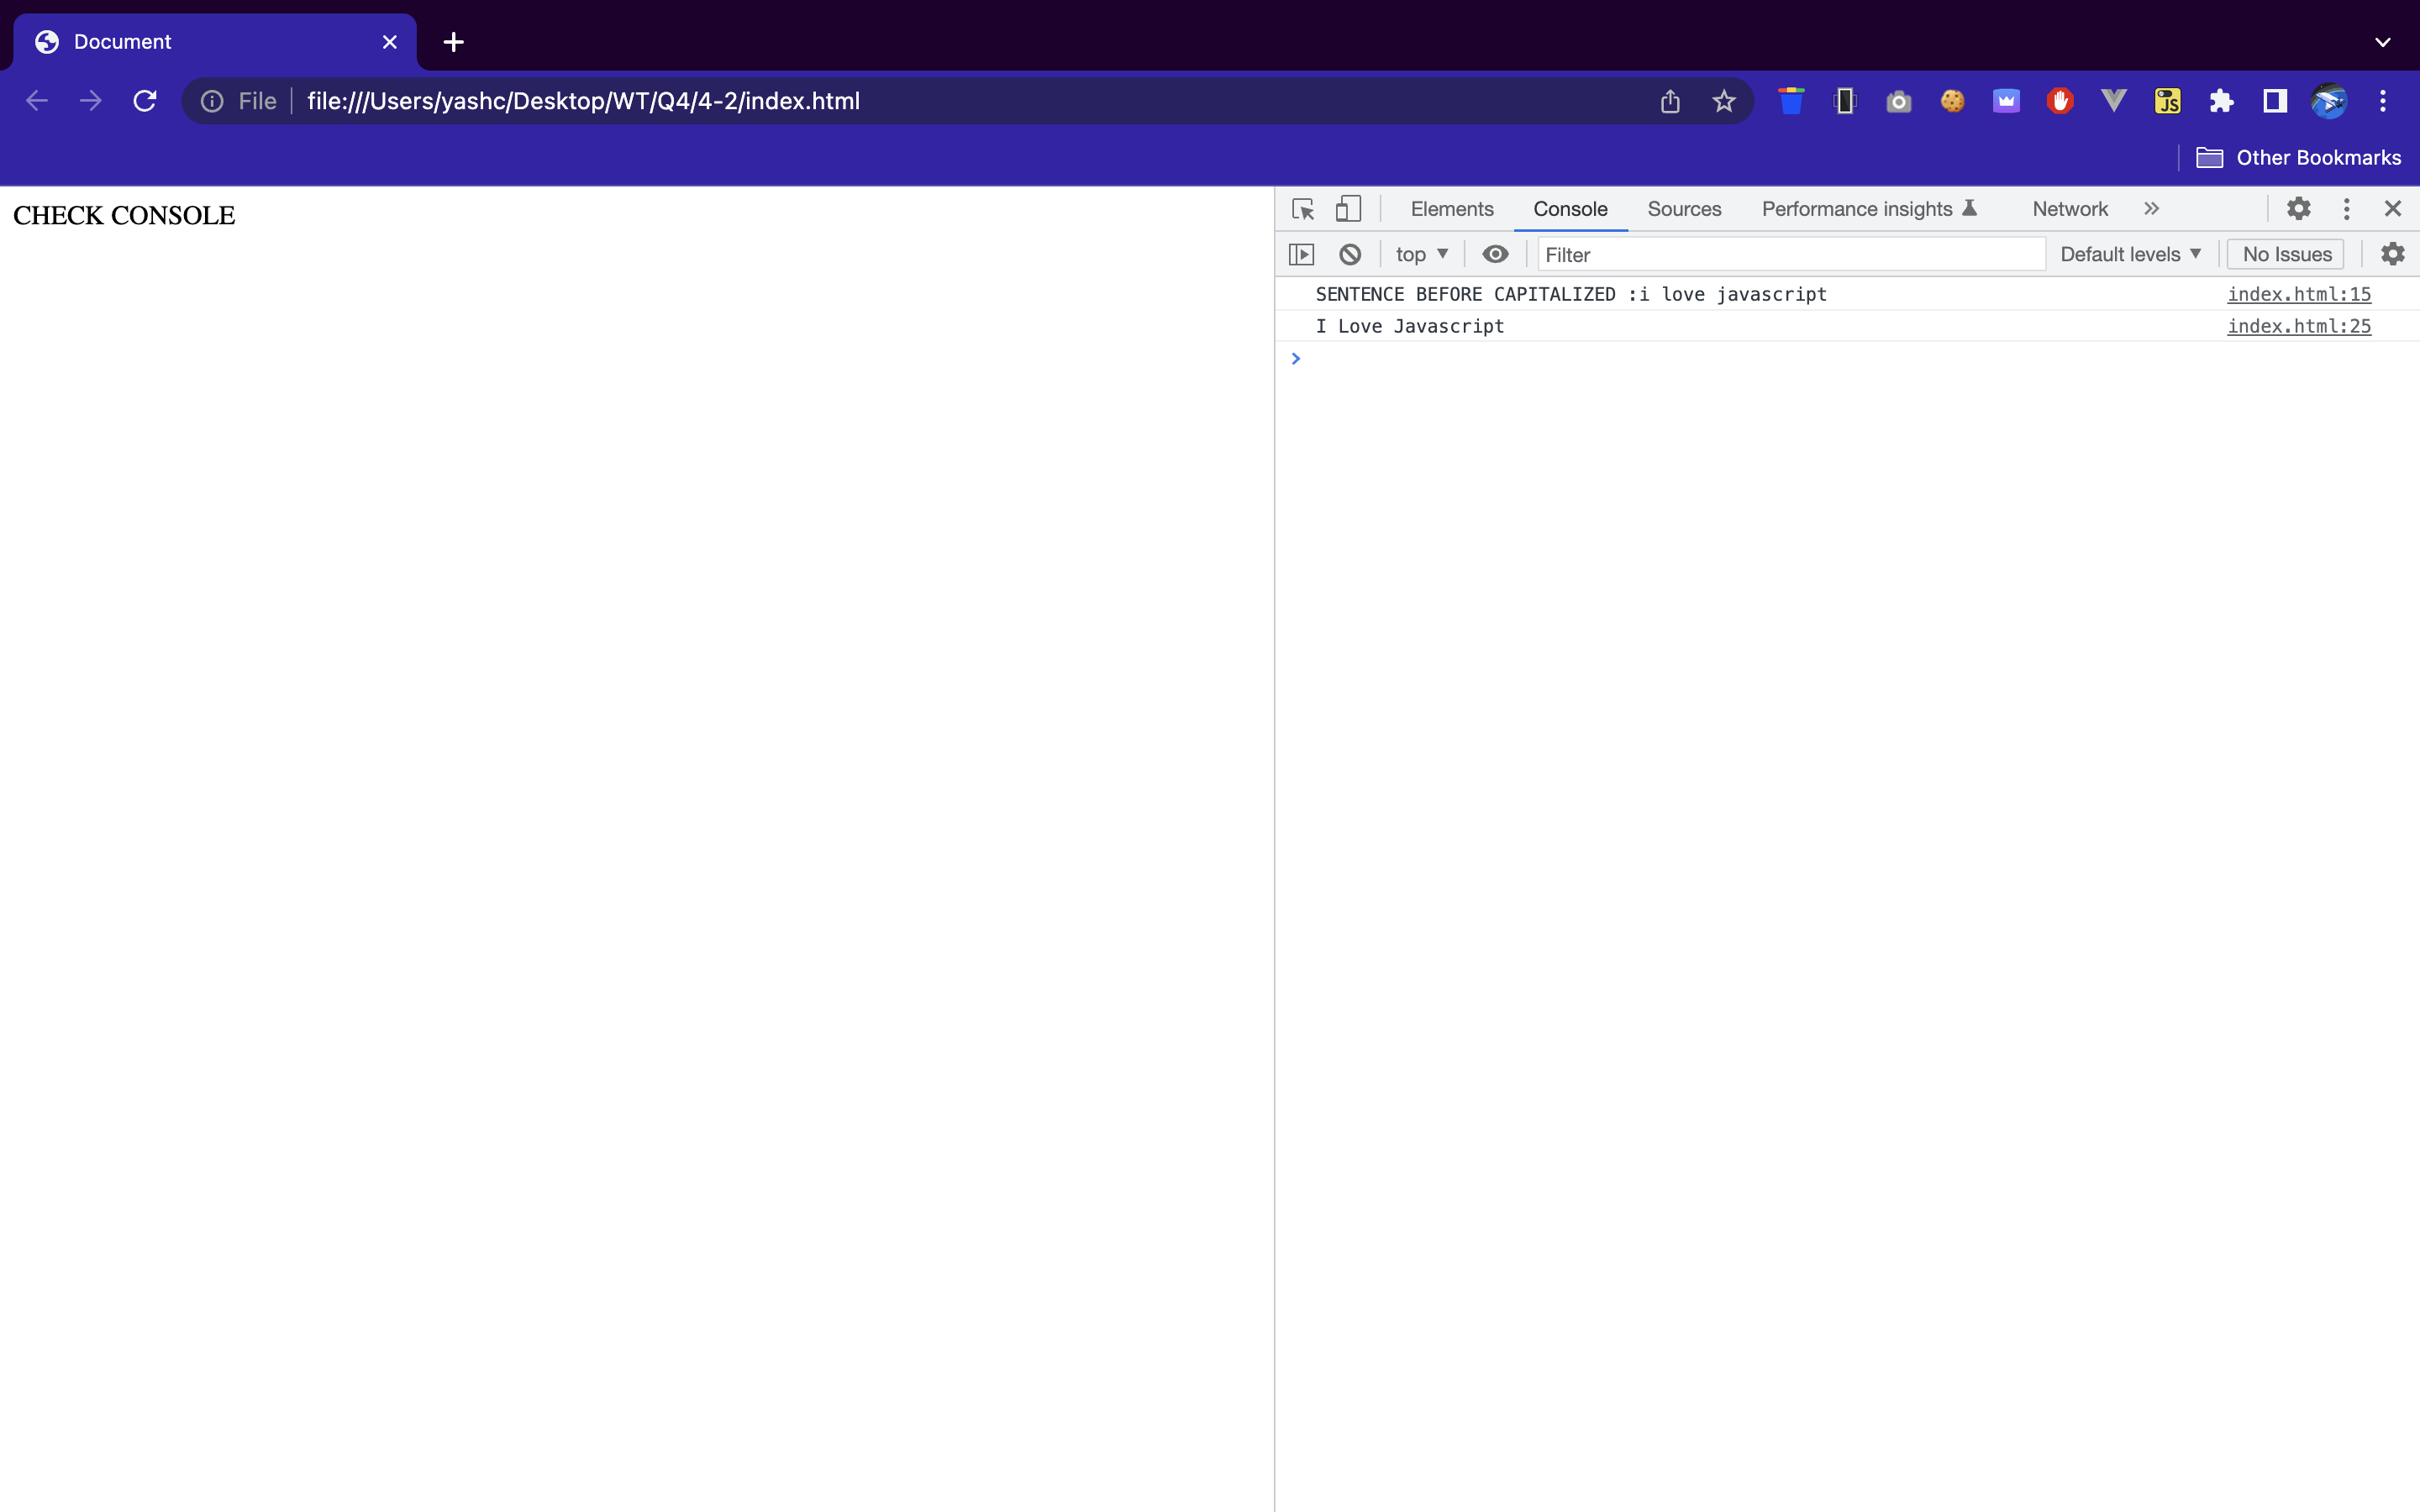 Document
File file:///Users/yashc/Desktop/WT/Q4/4-2/index.html
JS
Other Bookmarks
CHECK CONSOLE
Elements Console Sources Performance insights Network
top Filter Default levels No Issues
SENTENCE BEFORE CAPITALIZED :i love javascript index.html:15
I Love Javascript index.html:25